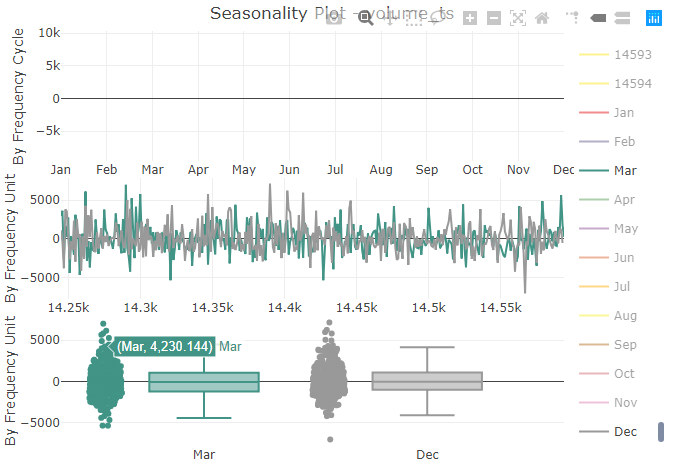 Seasonality Plot - volume_ts
By Frequency Cycle
10k
5k
0
−5k
Jan Feb Mar Apr May Jun Jul Aug Sep Oct Nov Dec
By Frequency Unit
5000
0
−5000
14.25k 14.3k 14.35k 14.4k 14.45k 14.5k 14.55k
By Frequency Unit
5000
0
−5000
(Mar, 4,230.144) Mar
Mar Dec
14593
14594
Jan
Feb
Mar
Apr
May
Jun
Jul
Aug
Sep
Oct
Nov
Dec